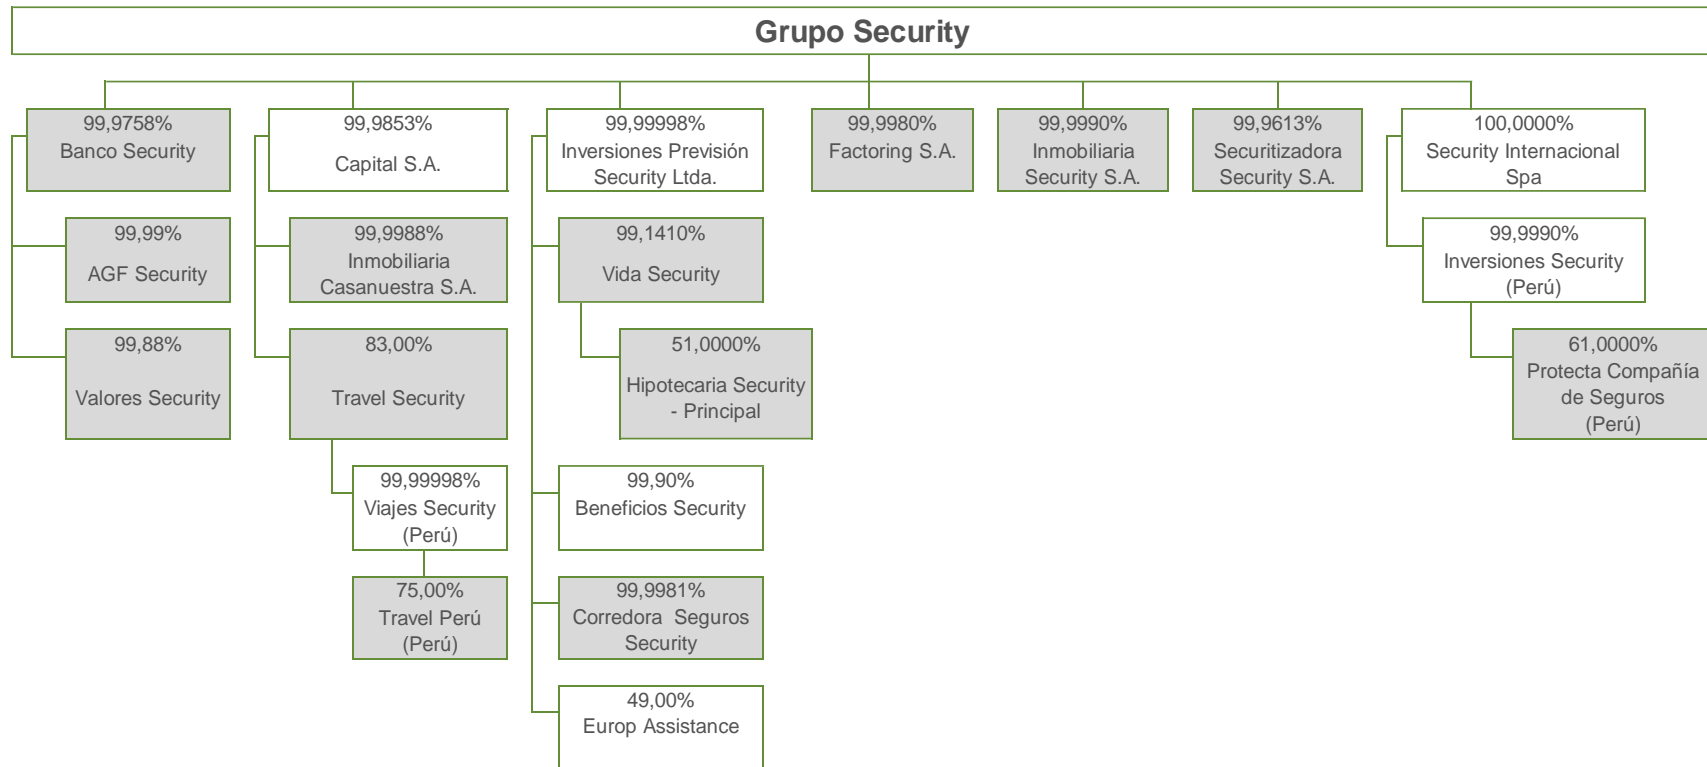 Grupo Security
99,9758%
Banco Security
99,9853%
Capital S.A.
99,99998%
Inversiones Previsión
Security Ltda.
99,9980%
Factoring S.A.
99,9990%
Inmobiliaria
Security S.A.
99,9613%
Securitizadora
Security S.A.
100,0000%
Security Internacional
Spa
99,99%
AGF Security
99,9988%
Inmobiliaria
Casanuestra S.A.
99,1410%
Vida Security
99,9990%
Inversiones Security
(Perú)
99,88%
Valores Security
83,00%
Travel Security
51,0000%
Hipotecaria Security
- Principal
61,0000%
Protecta Compañía
de Seguros
(Perú)
99,99998%
Viajes Security
(Perú)
99,90%
Beneficios Security
75,00%
Travel Perú
(Perú)
99,9981%
Corredora  Seguros
Security
49,00%
Europ Assistance